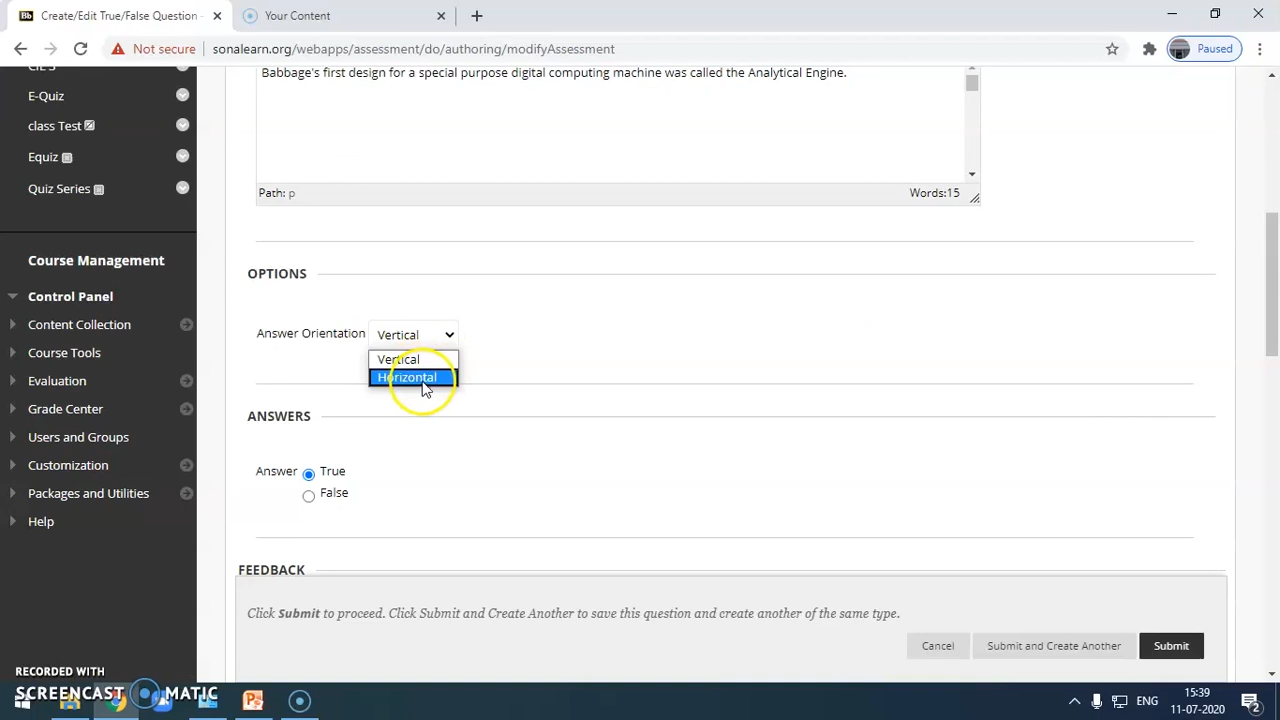 Bb Create/Edit True/False Question -
Your Content
Not secure
sonalearn.org/webapps/assessment/do/authoring/modifyAssessment
Paused
E-Quiz
class Test
Equiz
Quiz Series
Course Management
Control Panel
Content Collection
Course Tools
Evaluation
Grade Center
Users and Groups
Customization
Packages and Utilities
Help
Babbage's first design for a special purpose digital computing machine was called the Analytical Engine.
Path: p
Words:15
OPTIONS
Answer Orientation Vertical
Vertical
Horizontal
ANSWERS
Answer True
False
FEEDBACK
Click Submit to proceed. Click Submit and Create Another to save this question and create another of the same type.
Cancel
Submit and Create Another
Submit
RECORDED WITH
SCREENCAST MATIC
ENG
15:39
11-07-2020
2